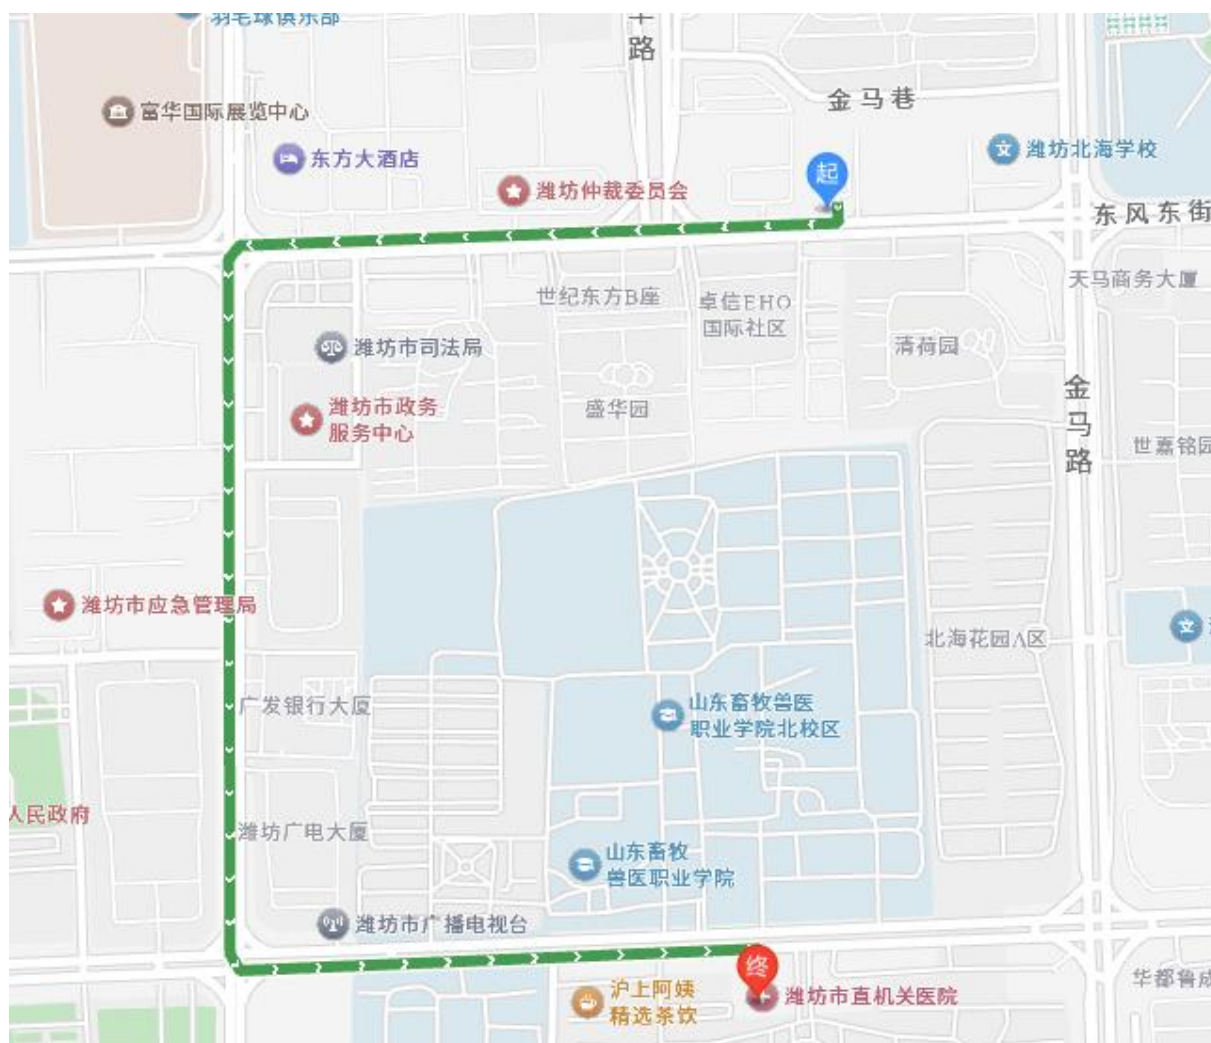 羽毛球俱乐部
路
金马巷
富华国际展览中心
东方大酒店
潍坊北海学校
起
潍坊仲裁委员会
东风东街
天马商务大厦
世纪东方B座
卓信EHO
国际社区
潍坊市司法局
清荷园
金
马
路
潍坊市政务
服务中心
盛华园
世嘉铭园
潍坊市应急管理局
北海花园A区
广发银行大厦
山东畜牧兽医
职业学院北校区
人民政府
潍坊广电大厦
山东畜牧
兽医职业学院
潍坊市广播电视台
终
沪上阿姨
精选茶饮
潍坊市直机关医院
华都鲁成